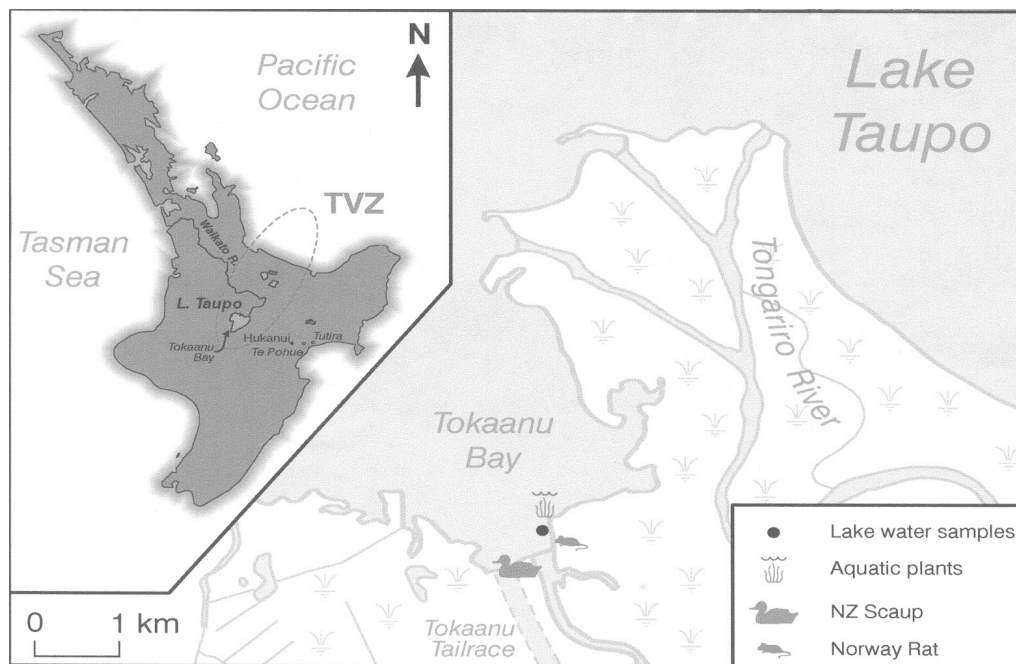 N
Pacific
Ocean
Lake
Taupo
TVZ
Tasman
Sea
Waikato R.
L. Taupo
Tokaanu
Bay
Hukanui
Te Pohue
Tutira
Tongariro River
Tokaanu
Bay
Lake water samples
Aquatic plants
NZ Scaup
Norway Rat
0 1 km
Tokaanu
Tailrace